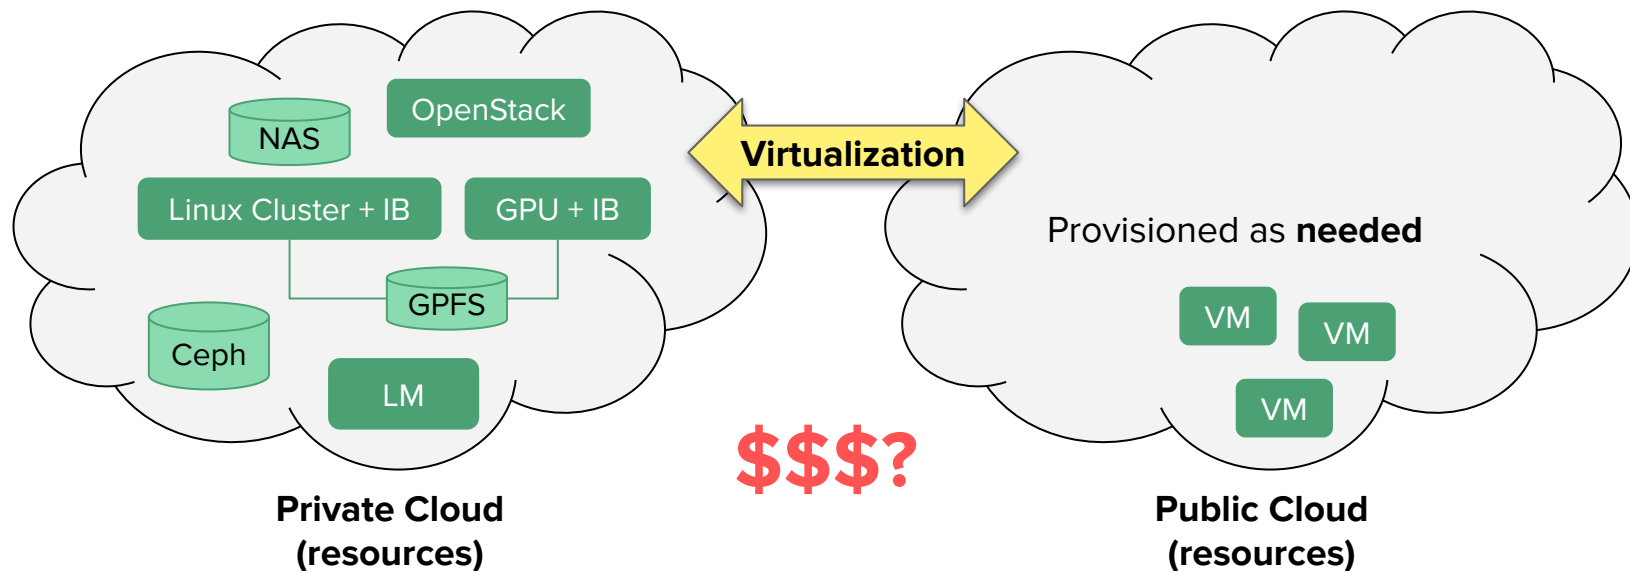 OpenStack
NAS
Linux Cluster + IB
GPU + IB
GPFS
Ceph
LM
Private Cloud
(resources)
Virtualization
$$$?
Provisioned as needed
VM
VM
VM
Public Cloud
(resources)